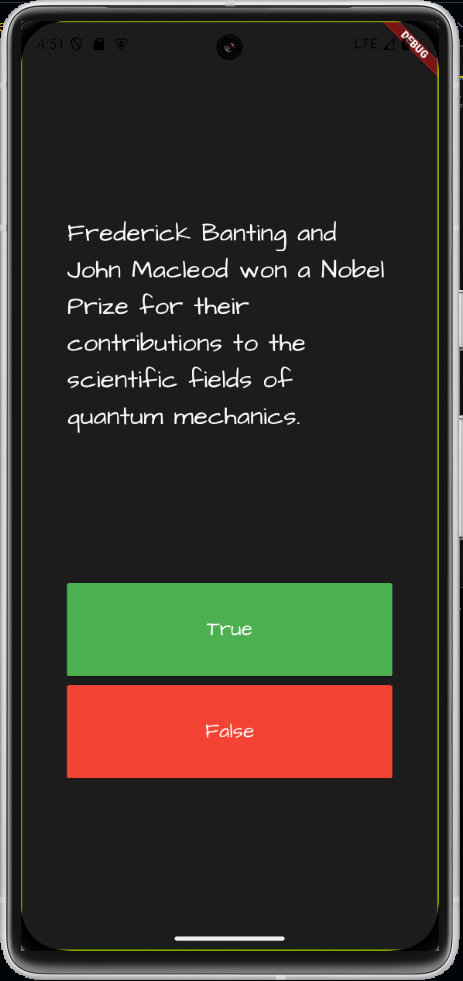 4:51
LTE
DEBUG
Frederick Banting and
John Macleod won a Nobel
Prize for their
contributions to the
scientific fields of
quantum mechanics.
True
False